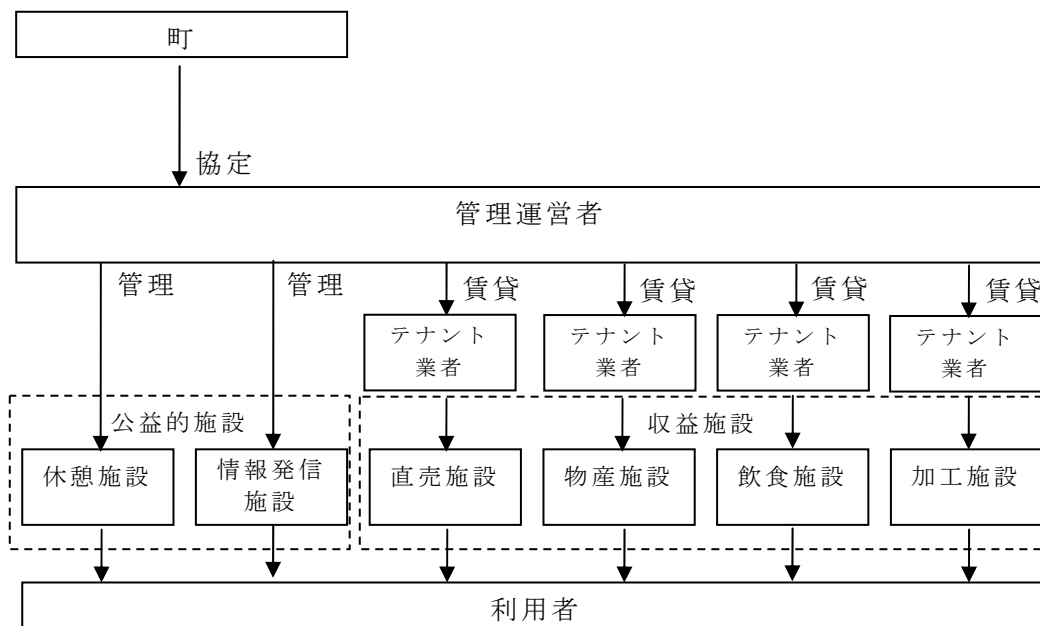 町
協定
管理運営者
管理
管理
賃貸
賃貸
賃貸
賃貸
テナント
業者
テナント
業者
テナント
業者
テナント
業者
公益的施設
収益施設
休憩施設
情報発信
施設
直売施設
物産施設
飲食施設
加工施設
利用者